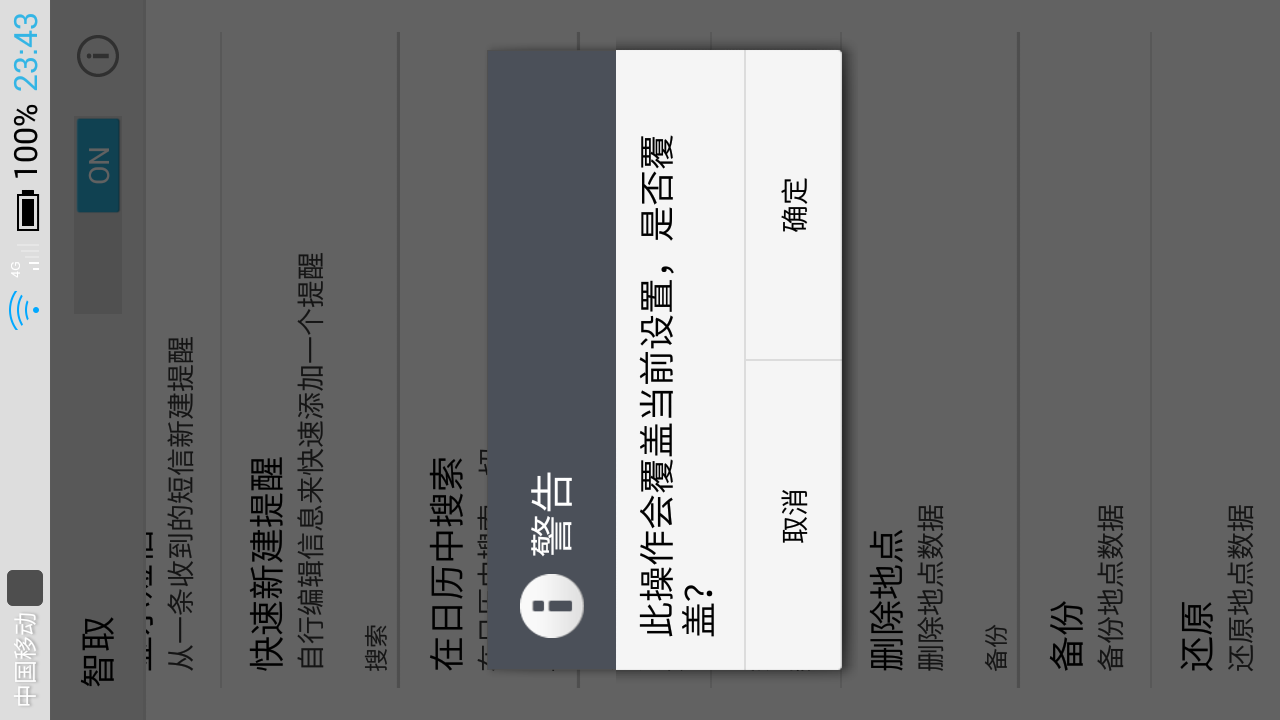 中国移动
4G
100%
23:43
智取
ON
从一条收到的短信新建提醒
快速新建提醒
自行编辑信息来快速添加一个提醒
搜索
在日历中搜索
警告
此操作会覆盖当前设置，是否覆
盖？
取消
确定
删除地点
删除地点数据
备份
备份
备份地点数据
还原
还原地点数据